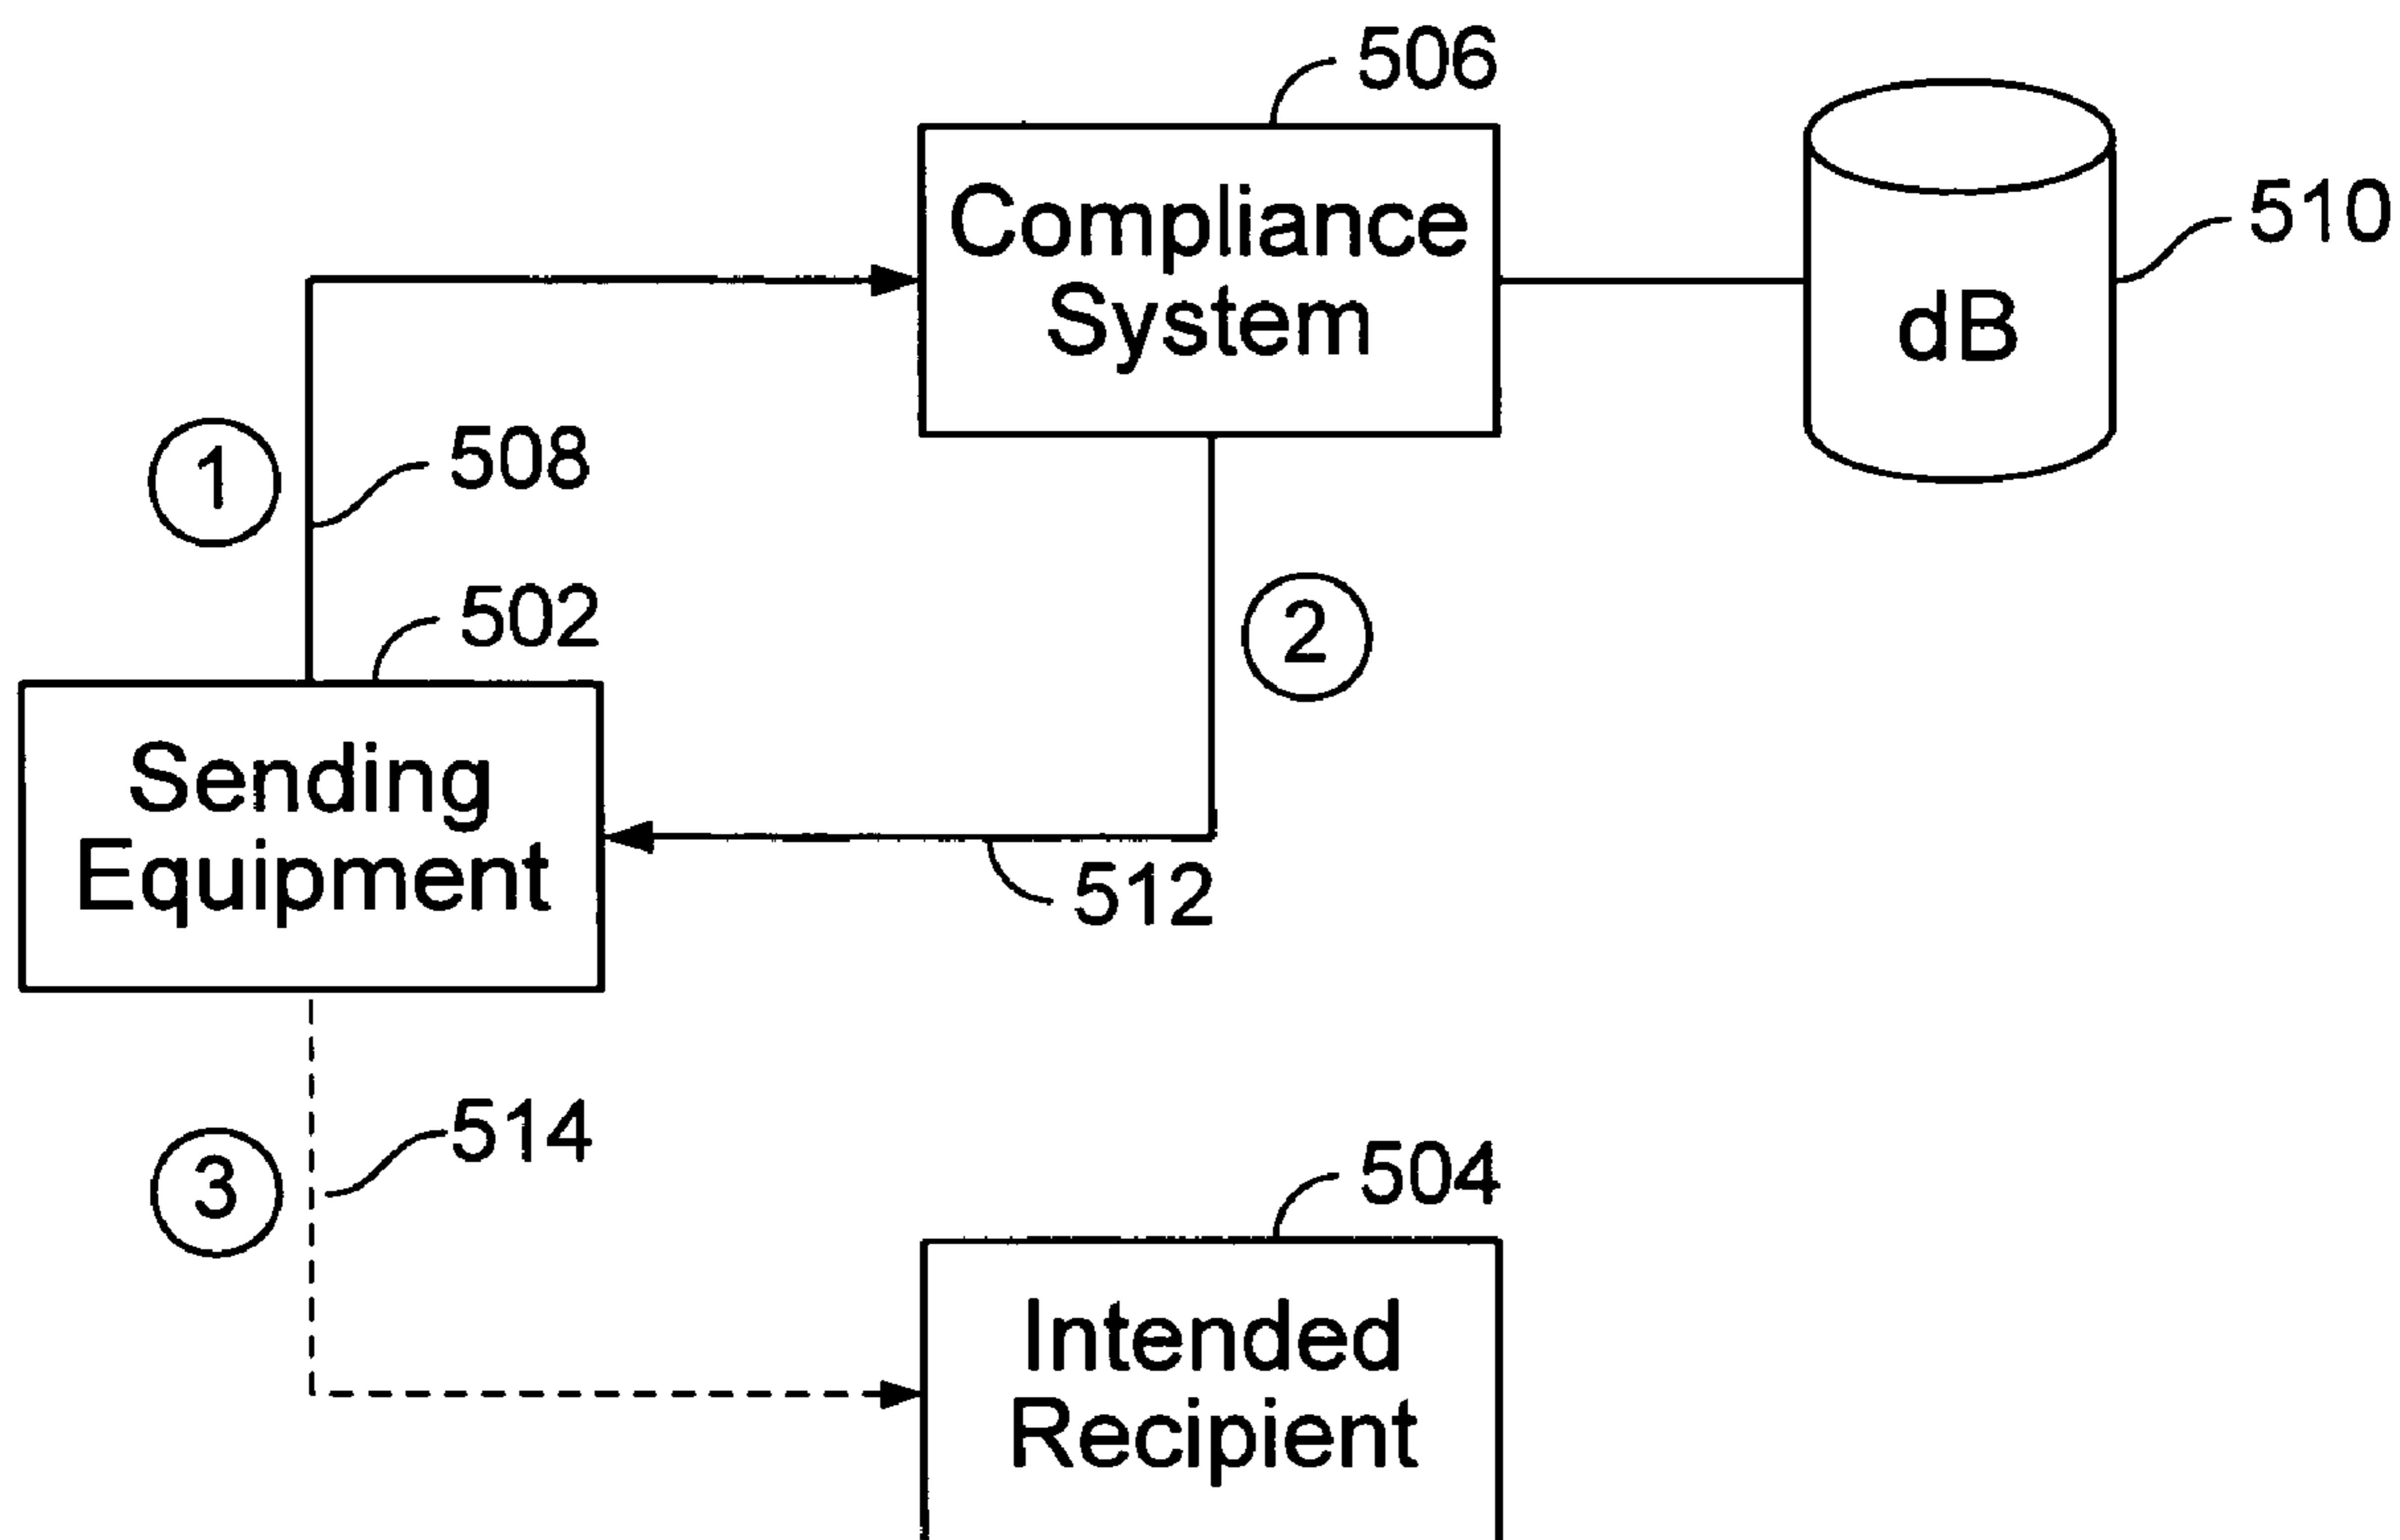 506
Compliance
System
510
dB
1
508
2
502
Sending
Equipment
512
514
3
504
Intended
Recipient